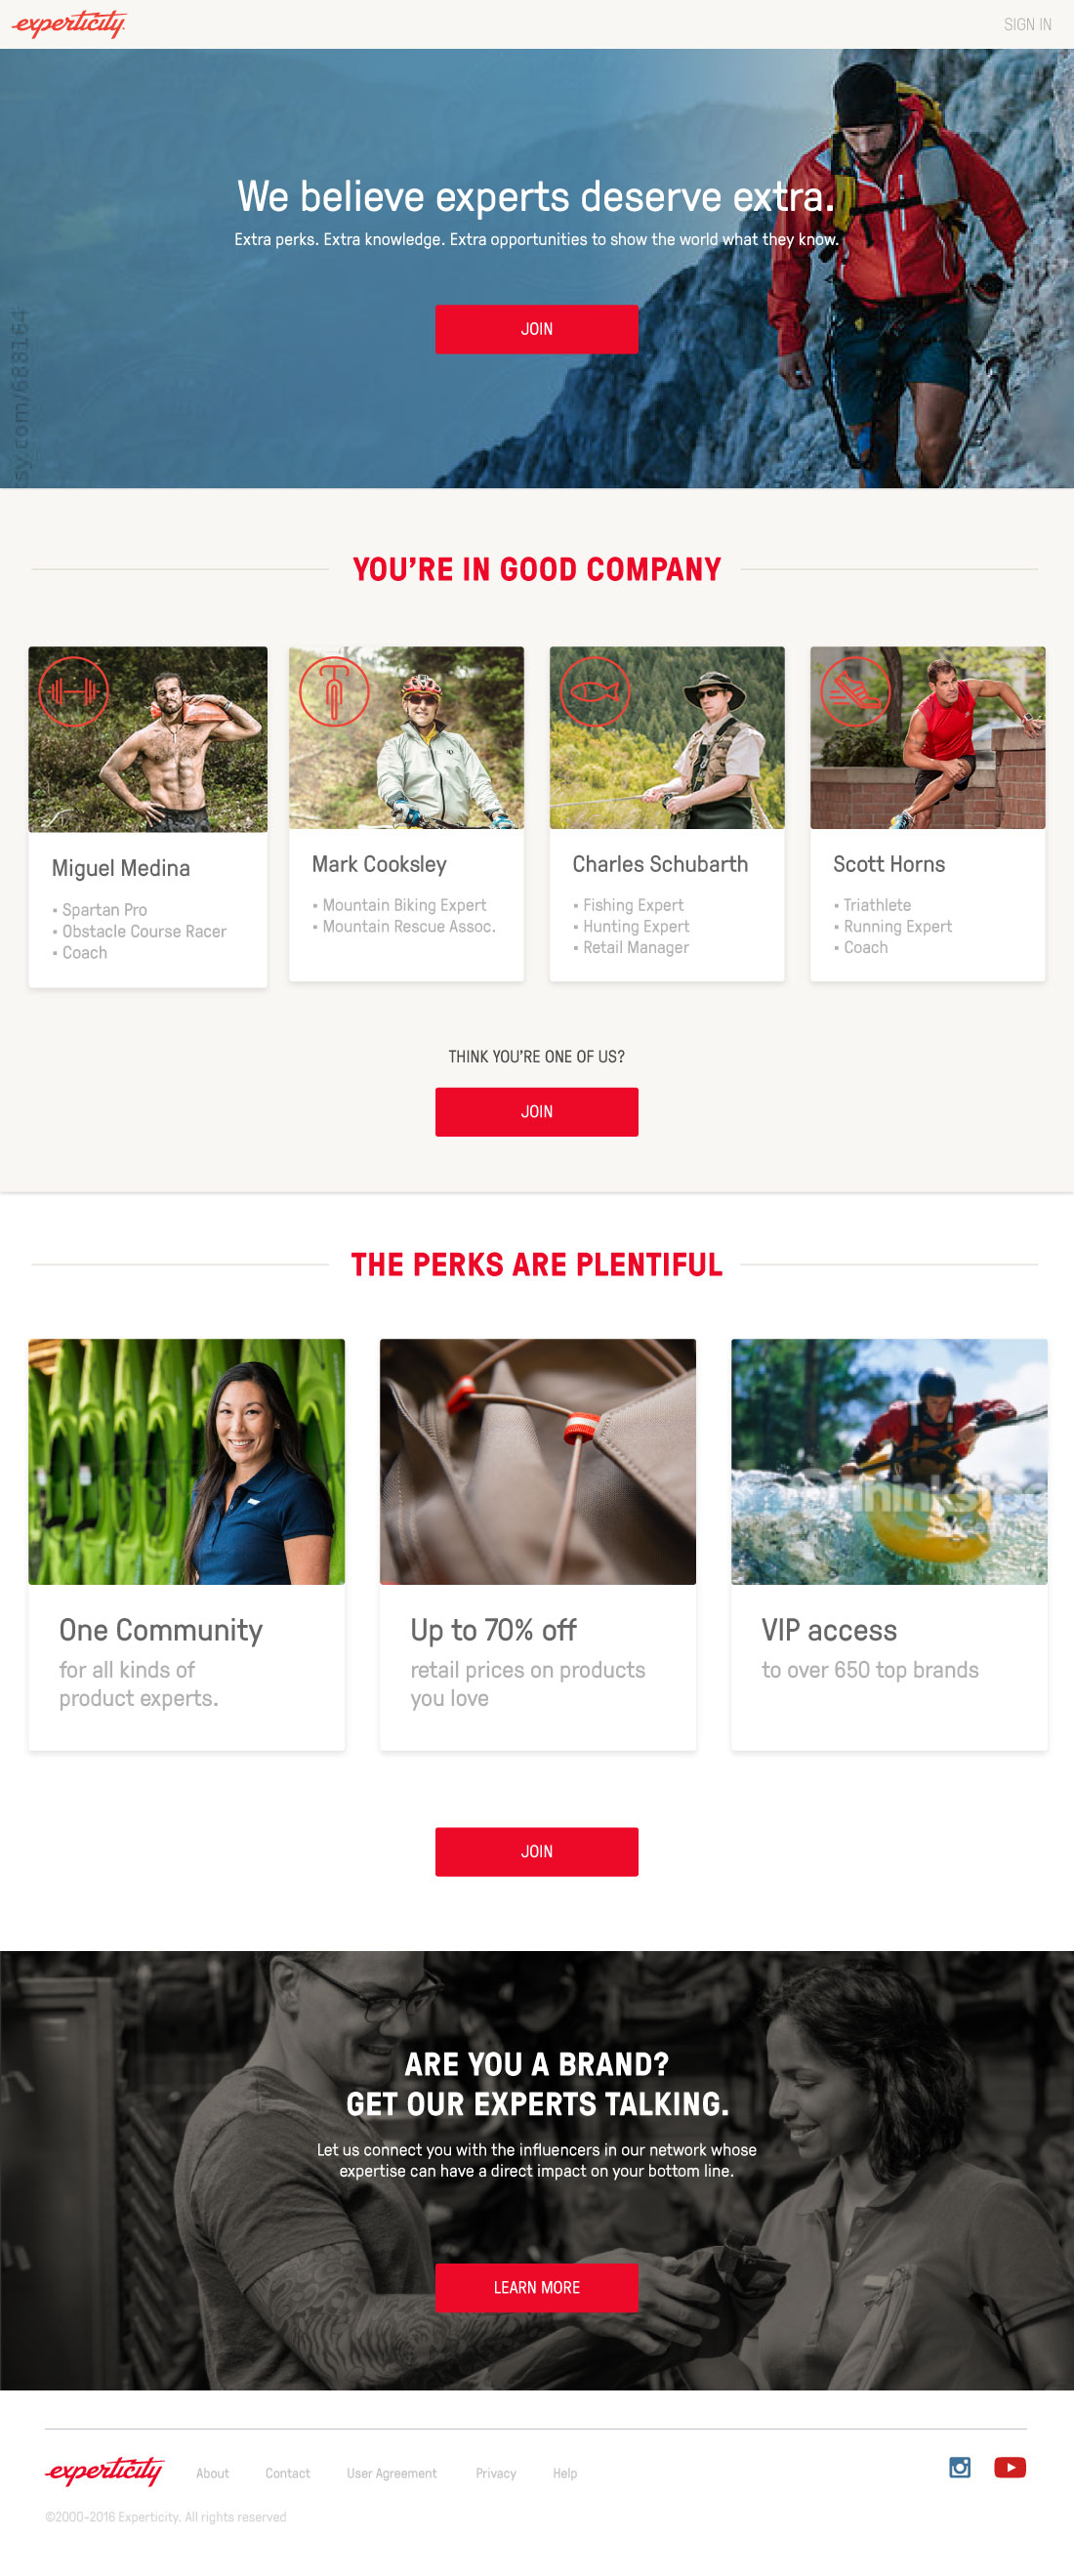 experticity
SIGN IN
We believe experts deserve extra.
Extra perks. Extra knowledge. Extra opportunities to show the world what they know.
JOIN
sy.com/688164
YOU'RE IN GOOD COMPANY
Miguel Medina
▪ Spartan Pro
▪ Obstacle Course Racer
▪ Coach
Mark Cooksley
▪ Mountain Biking Expert
▪ Mountain Rescue Assoc.
Charles Schubarth
▪ Fishing Expert
▪ Hunting Expert
▪ Retail Manager
Scott Horns
▪ Triathlete
▪ Running Expert
▪ Coach
THINK YOU'RE ONE OF US?
JOIN
THE PERKS ARE PLENTIFUL
One Community
for all kinds of
product experts.
Up to 70% off
retail prices on products
you love
VIP access
to over 650 top brands
JOIN
ARE YOU A BRAND?
GET OUR EXPERTS TALKING.
Let us connect you with the influencers in our network whose
expertise can have a direct impact on your bottom line.
LEARN MORE
experticity
About
Contact
User Agreement
Privacy
Help
©2000-2016 Experticity. All rights reserved